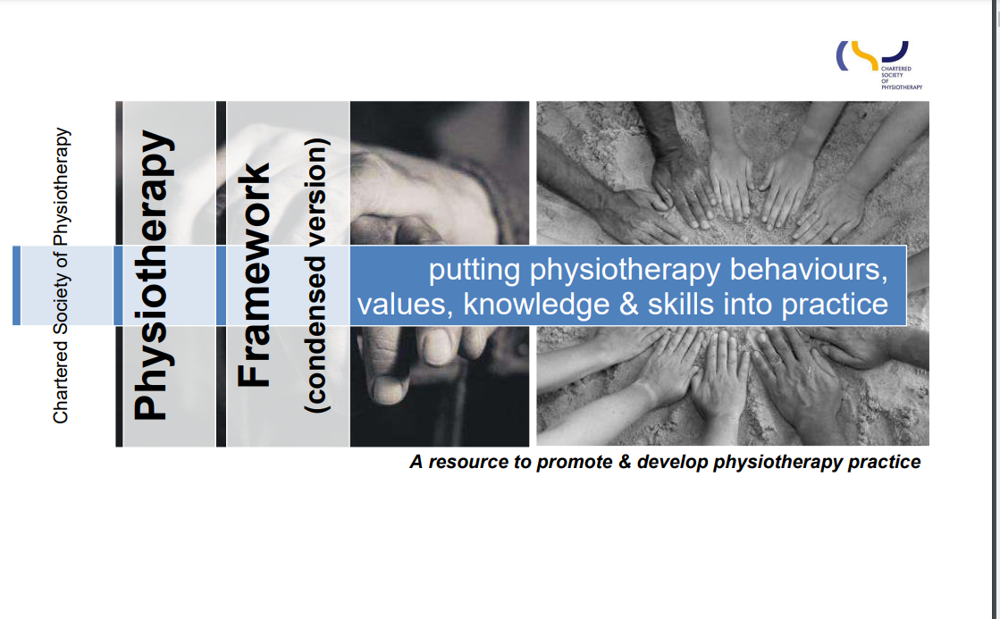 CHARTERED
SOCIETY
OF
PHYSIOTHERAPY
Chartered Society of Physiotherapy
Physiotherapy
Framework
(condensed version)
putting physiotherapy behaviours,
values, knowledge & skills into practice
A resource to promote & develop physiotherapy practice